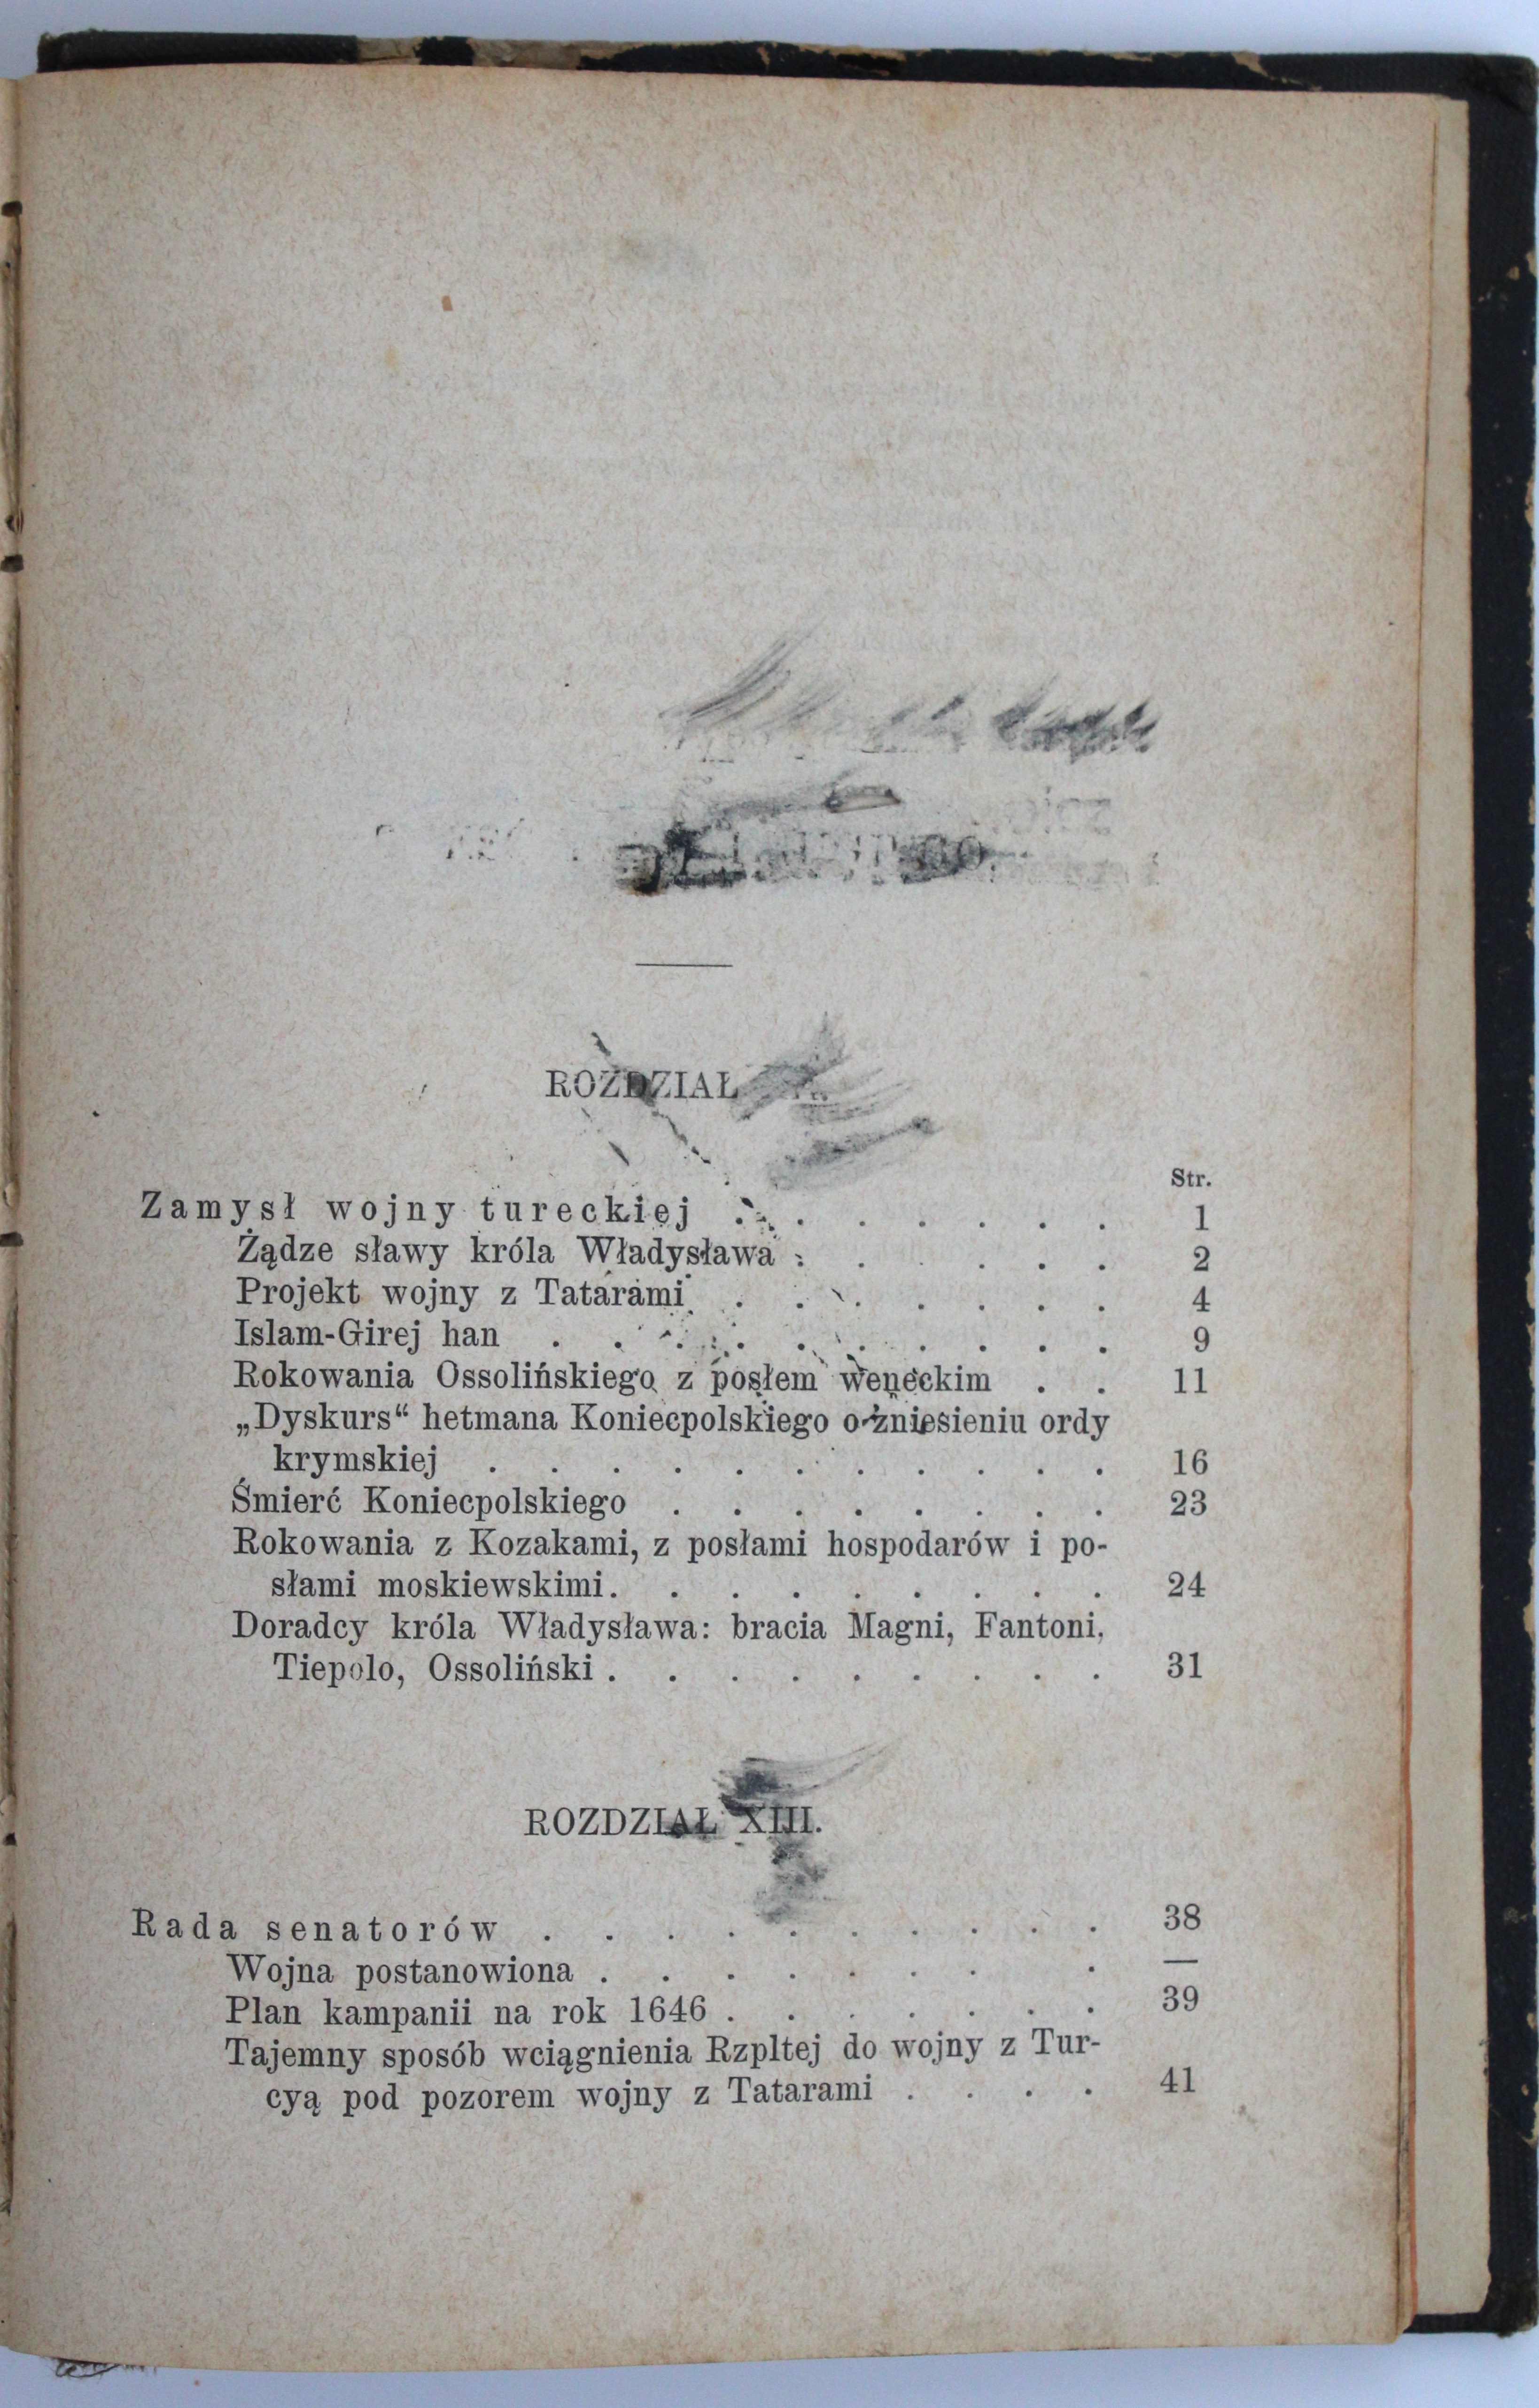 ROZDZIAŁ
Str.
Zamysł wojny tureckiej . . . . . . . 1
Żądze sławy króla Władysława . . . . . . 2
Projekt wojny z Tatarami . . . . . . . 4
Islam-Girej han . . . . . . . . . . 9
Rokowania Ossolińskiego z posłem weneckim . . 11
„Dyskurs“ hetmana Koniecpolskiego o zniesieniu ordy
krymskiej . . . . . . . . . . . 16
Śmierć Koniecpolskiego . . . . . . . . 23
Rokowania z Kozakami, z posłami hospodarów i po-
słami moskiewskimi . . . . . . . . . 24
Doradcy króla Władysława: bracia Magni, Fantoni,
Tiepolo, Ossoliński . . . . . . . . . 31
ROZDZIAŁ XIII.
Rada senatorów . . . . . . . . . . 38
Wojna postanowiona . . . . . . . . —
Plan kampanii na rok 1646 . . . . . . . 39
Tajemny sposób wciągnienia Rzpltej do wojny z Tur-
cyą pod pozorem wojny z Tatarami . . . . 41